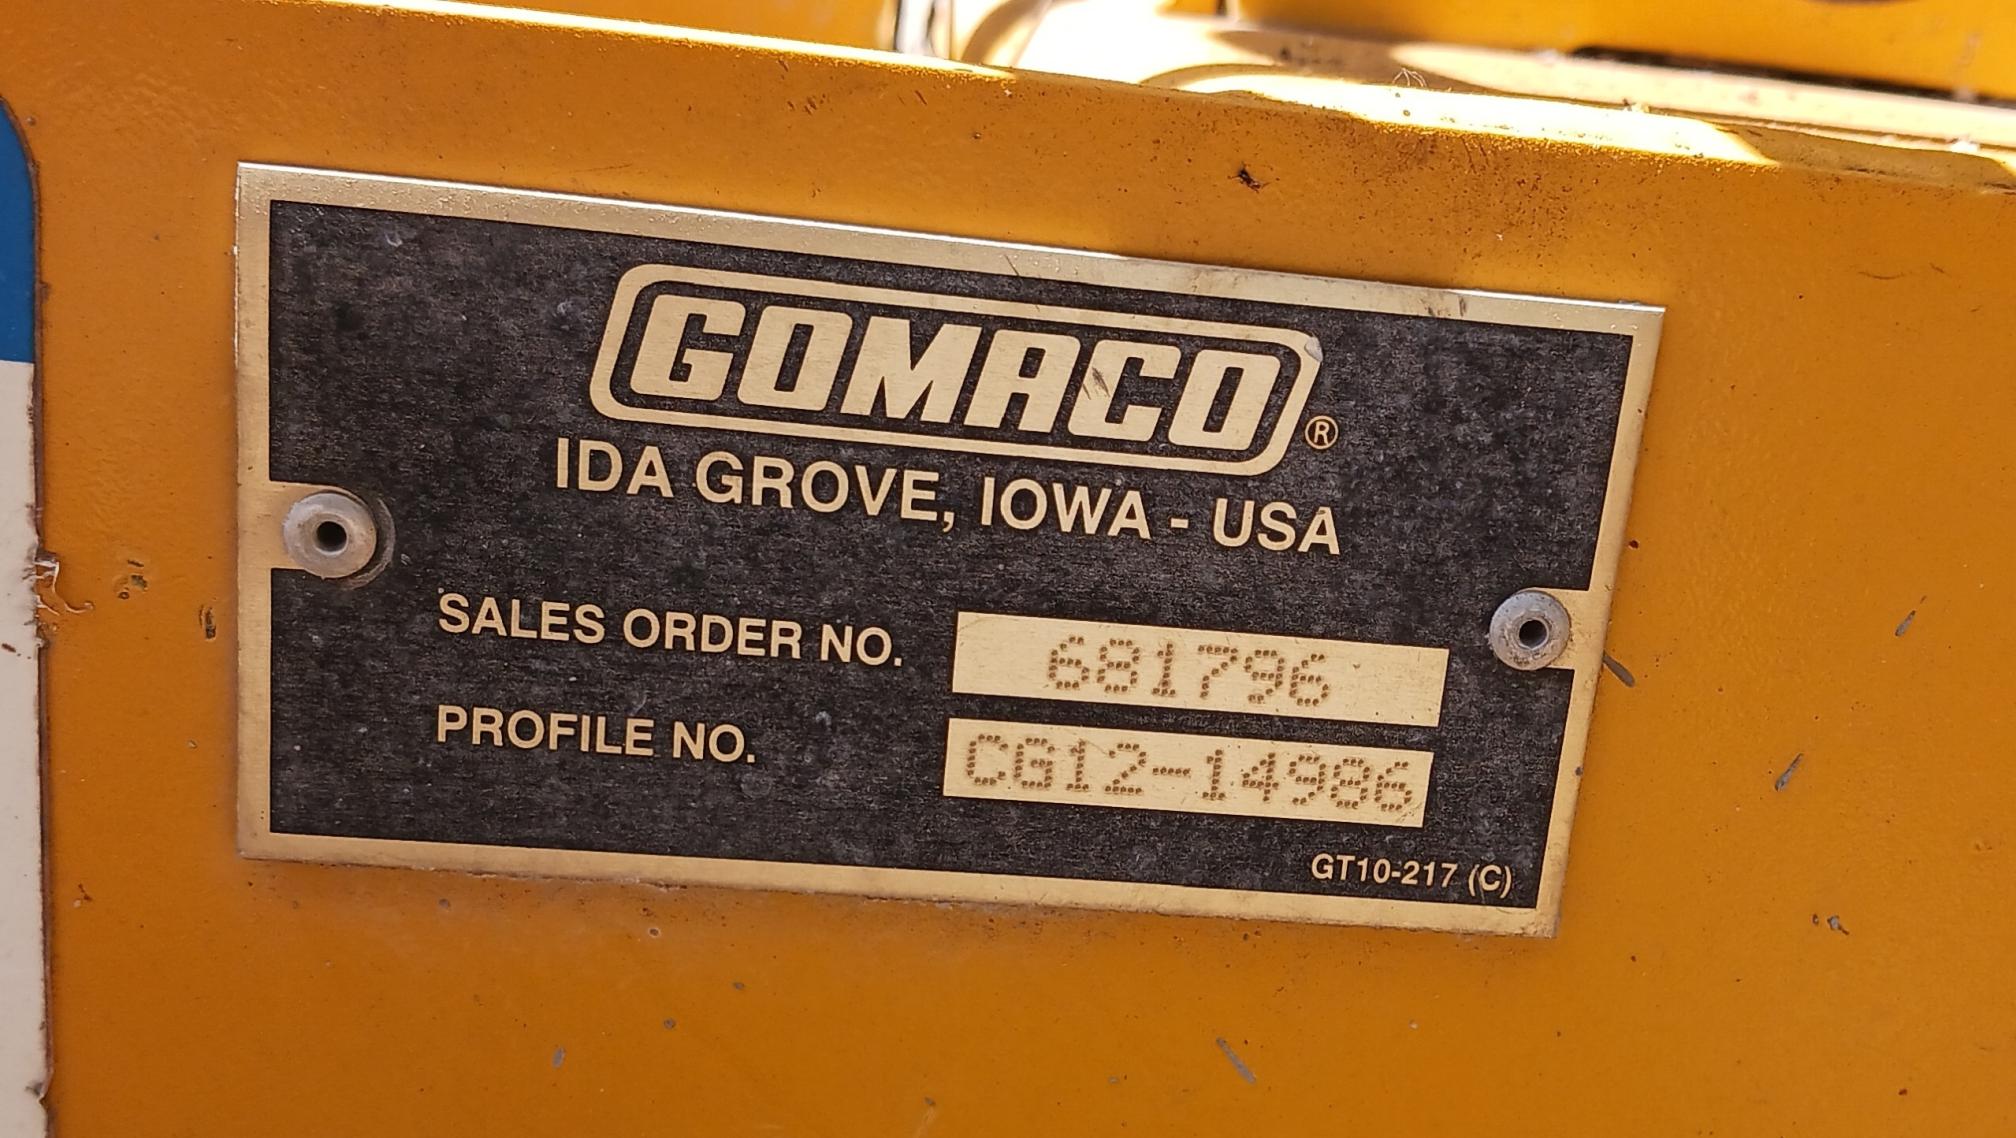 GOMACO®
IDA GROVE, IOWA - USA
SALES ORDER NO. 681796
PROFILE NO. CG12-14986
GT10-217 (C)